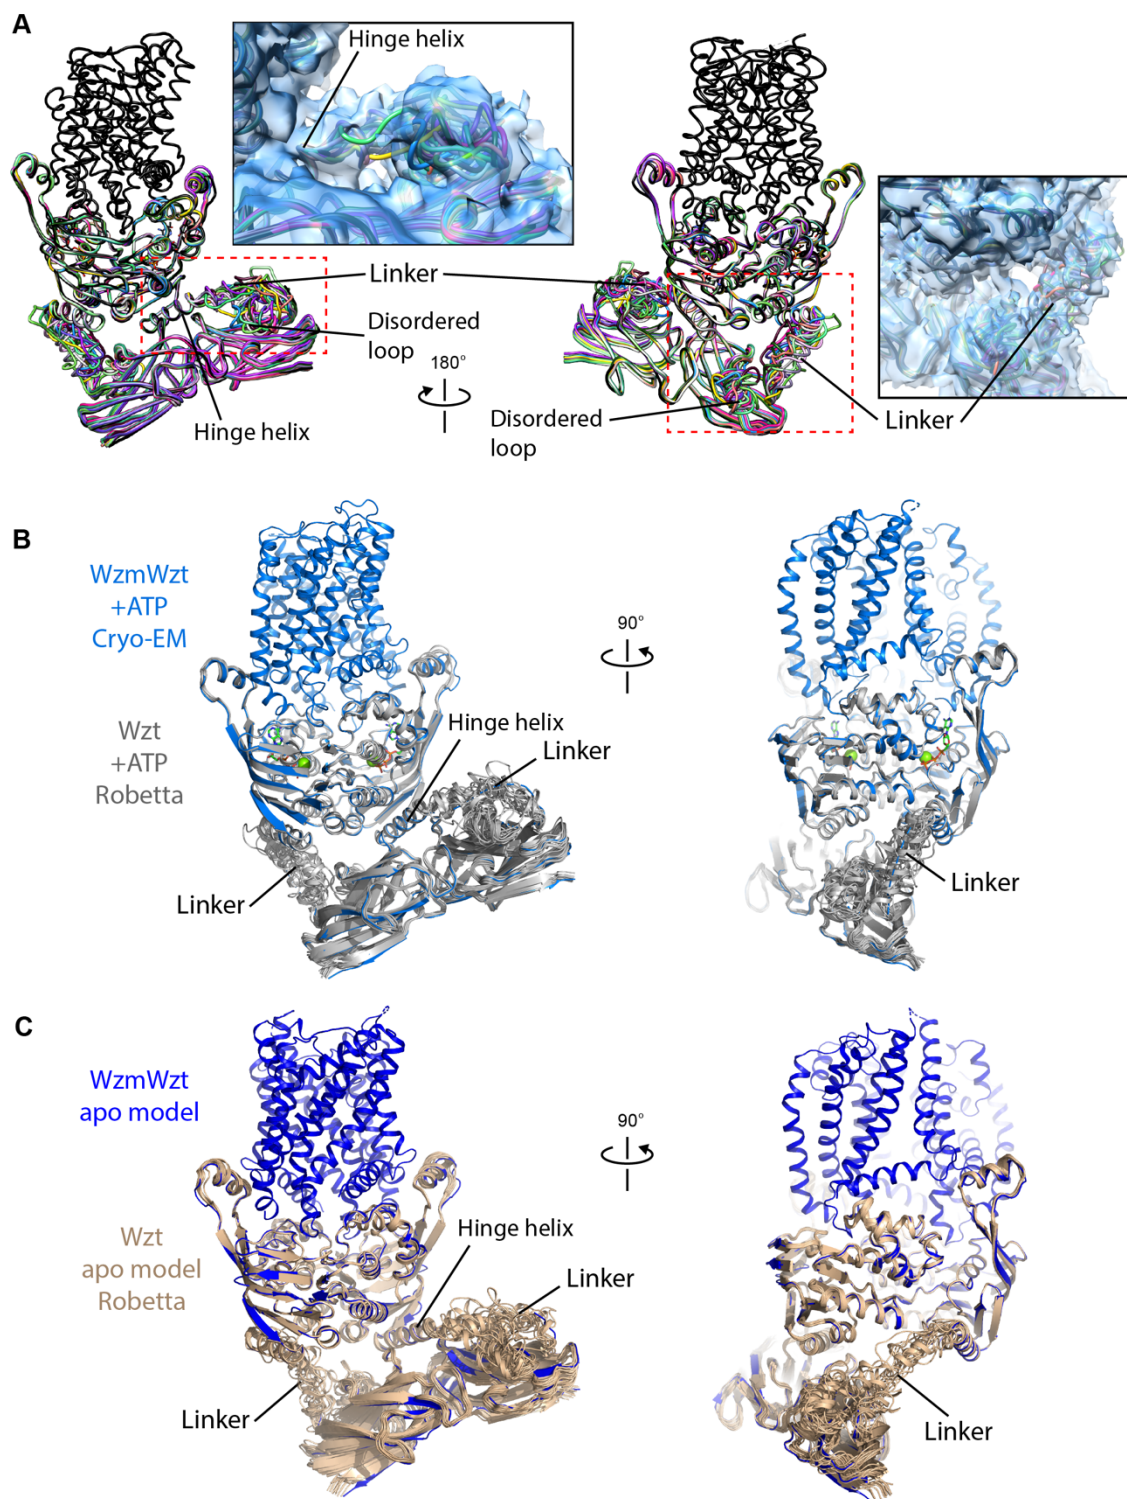 A
Hinge helix
Linker
Disordered
loop
180°
Hinge helix
Disordered
loop
Linker
B
WzmWzt
+ATP
Cryo-EM
90°
Wzt
+ATP
Robetta
Hinge helix
Linker
Linker
Linker
C
WzmWzt
apo model
90°
Wzt
apo model
Robetta
Hinge helix
Linker
Linker
Linker